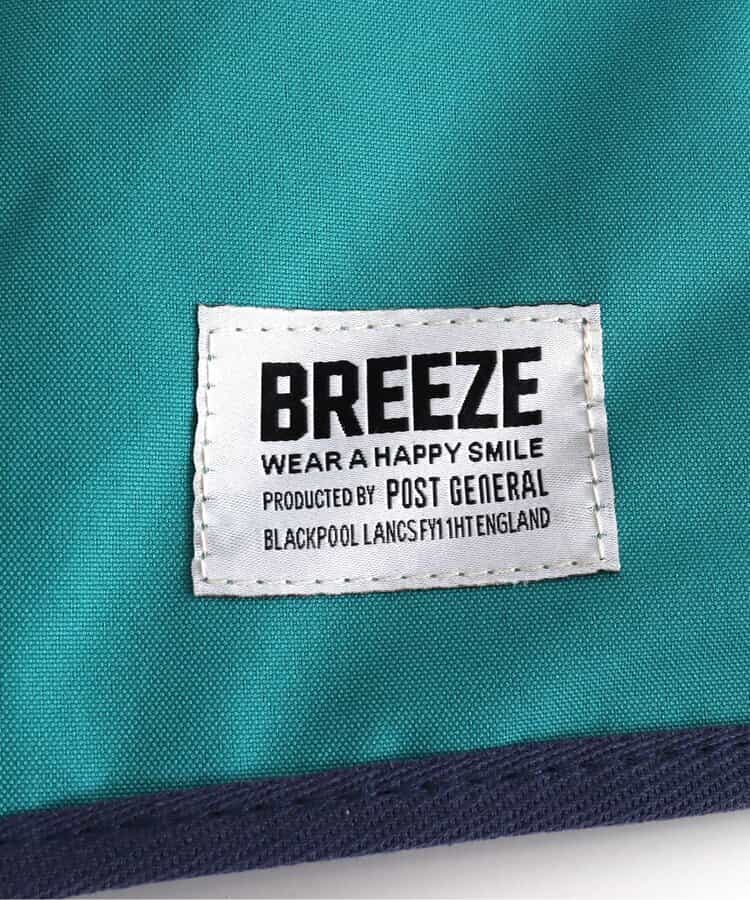 BREEZE
WEAR A HAPPY SMILE
PRODUCTED BY POST GENERAL
BLACKPOOL LANCS FY1 1HT ENGLAND